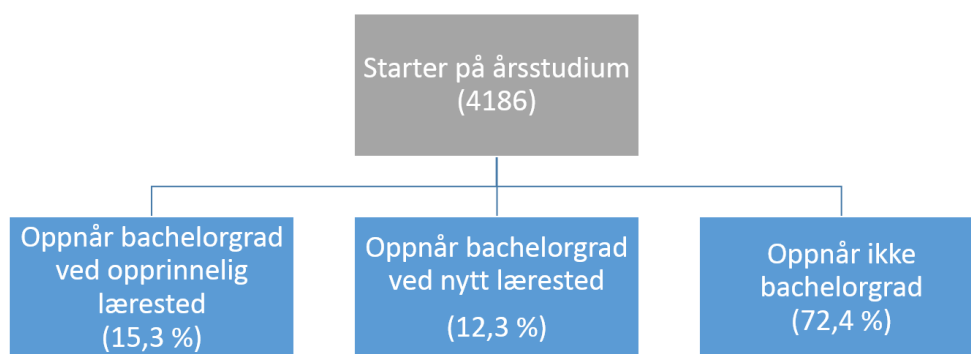 Starter på årsstudium
(4186)
Oppnår bachelorgrad
ved opprinnelig
lærested
(15,3 %)
Oppnår bachelorgrad
ved nytt lærested
(12,3 %)
Oppnår ikke
bachelorgrad
(72,4 %)